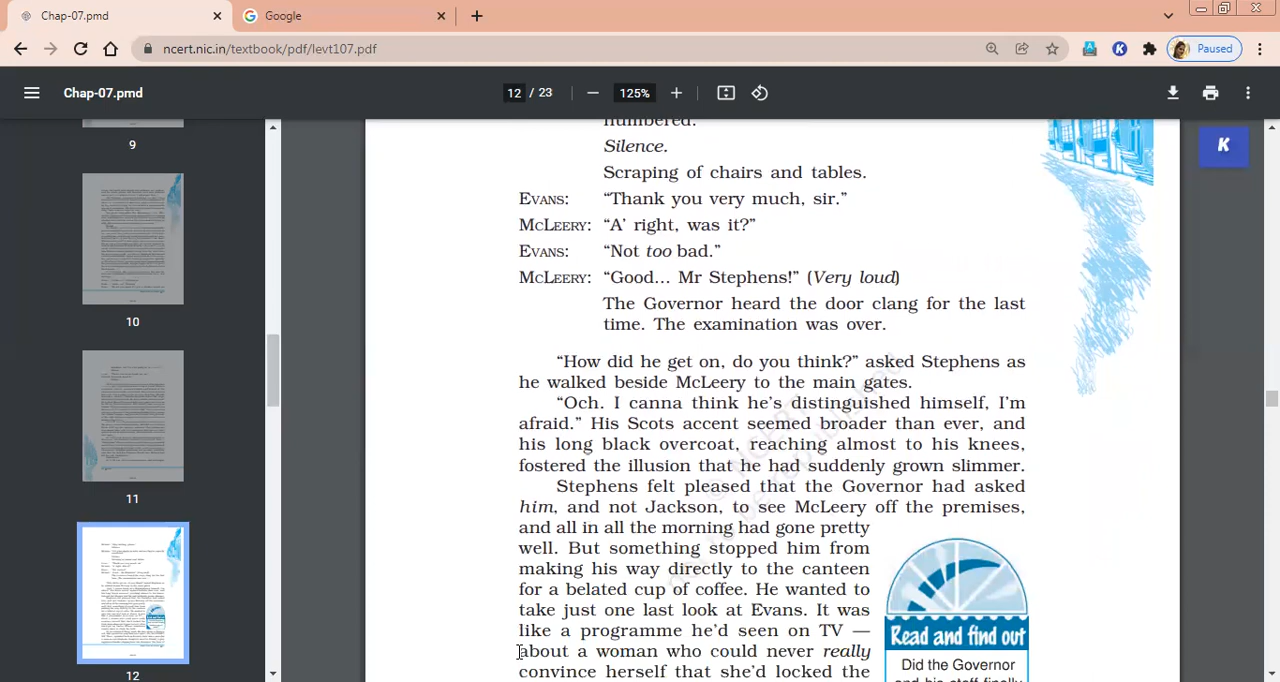 Chap-07.pmd
Google
ncert.nic.in/textbook/pdf/levt107.pdf
Paused
Chap-07.pmd
12 / 23
125%
9
10
11
12
K
numbered.
Silence.
Scraping of chairs and tables.
EVANS: “Thank you very much, sir.”
MCLEERY: “A’ right, was it?”
EVANS: “Not too bad.”
MCLEERY: “Good... Mr Stephens!” (Very loud)
The Governor heard the door clang for the last
time. The examination was over.
“How did he get on, do you think?” asked Stephens as
he walked beside McLeery to the main gates.
“Och. I canna think he’s distinguished himself, I’m
afraid.” His Scots accent seemed broader than ever, and
his long black overcoat, reaching almost to his knees,
fostered the illusion that he had suddenly grown slimmer.
Stephens felt pleased that the Governor had asked
him, and not Jackson, to see McLeery off the premises,
and all in all the morning had gone pretty
well. But something stopped him from
making his way directly to the canteen
for a belated cup of coffee. He wanted to
take just one last look at Evans. It was
like a programme he’d seen on TV —
about a woman who could never really
convince herself that she’d locked the
Read and find out
Did the Governor
and his staff finally